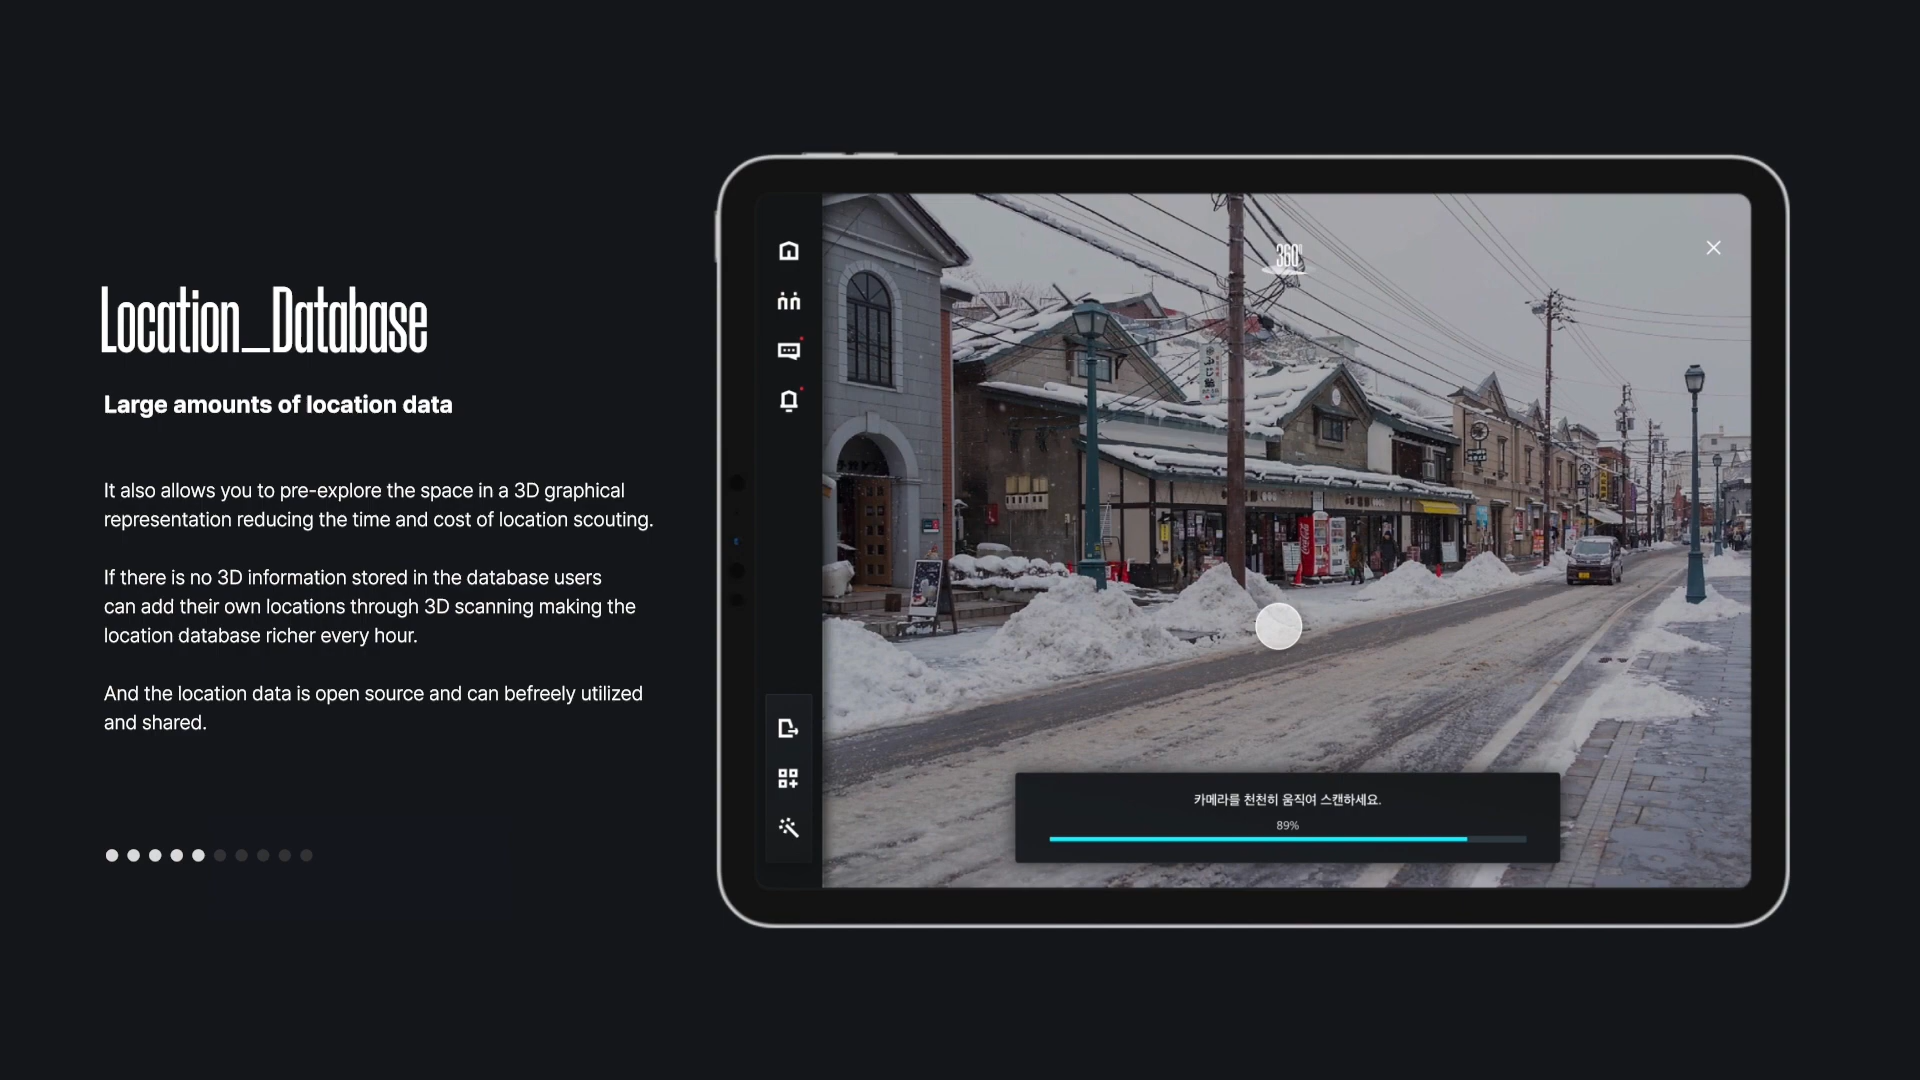 Location_Database
Large amounts of location data
It also allows you to pre-explore the space in a 3D graphical
representation reducing the time and cost of location scouting.
If there is no 3D information stored in the database users
can add their own locations through 3D scanning making the
location database richer every hour.
And the location data is open source and can befreely utilized
and shared.
360°
Coca-Cola
카메라를 천천히 움직여 스캔하세요.
89%